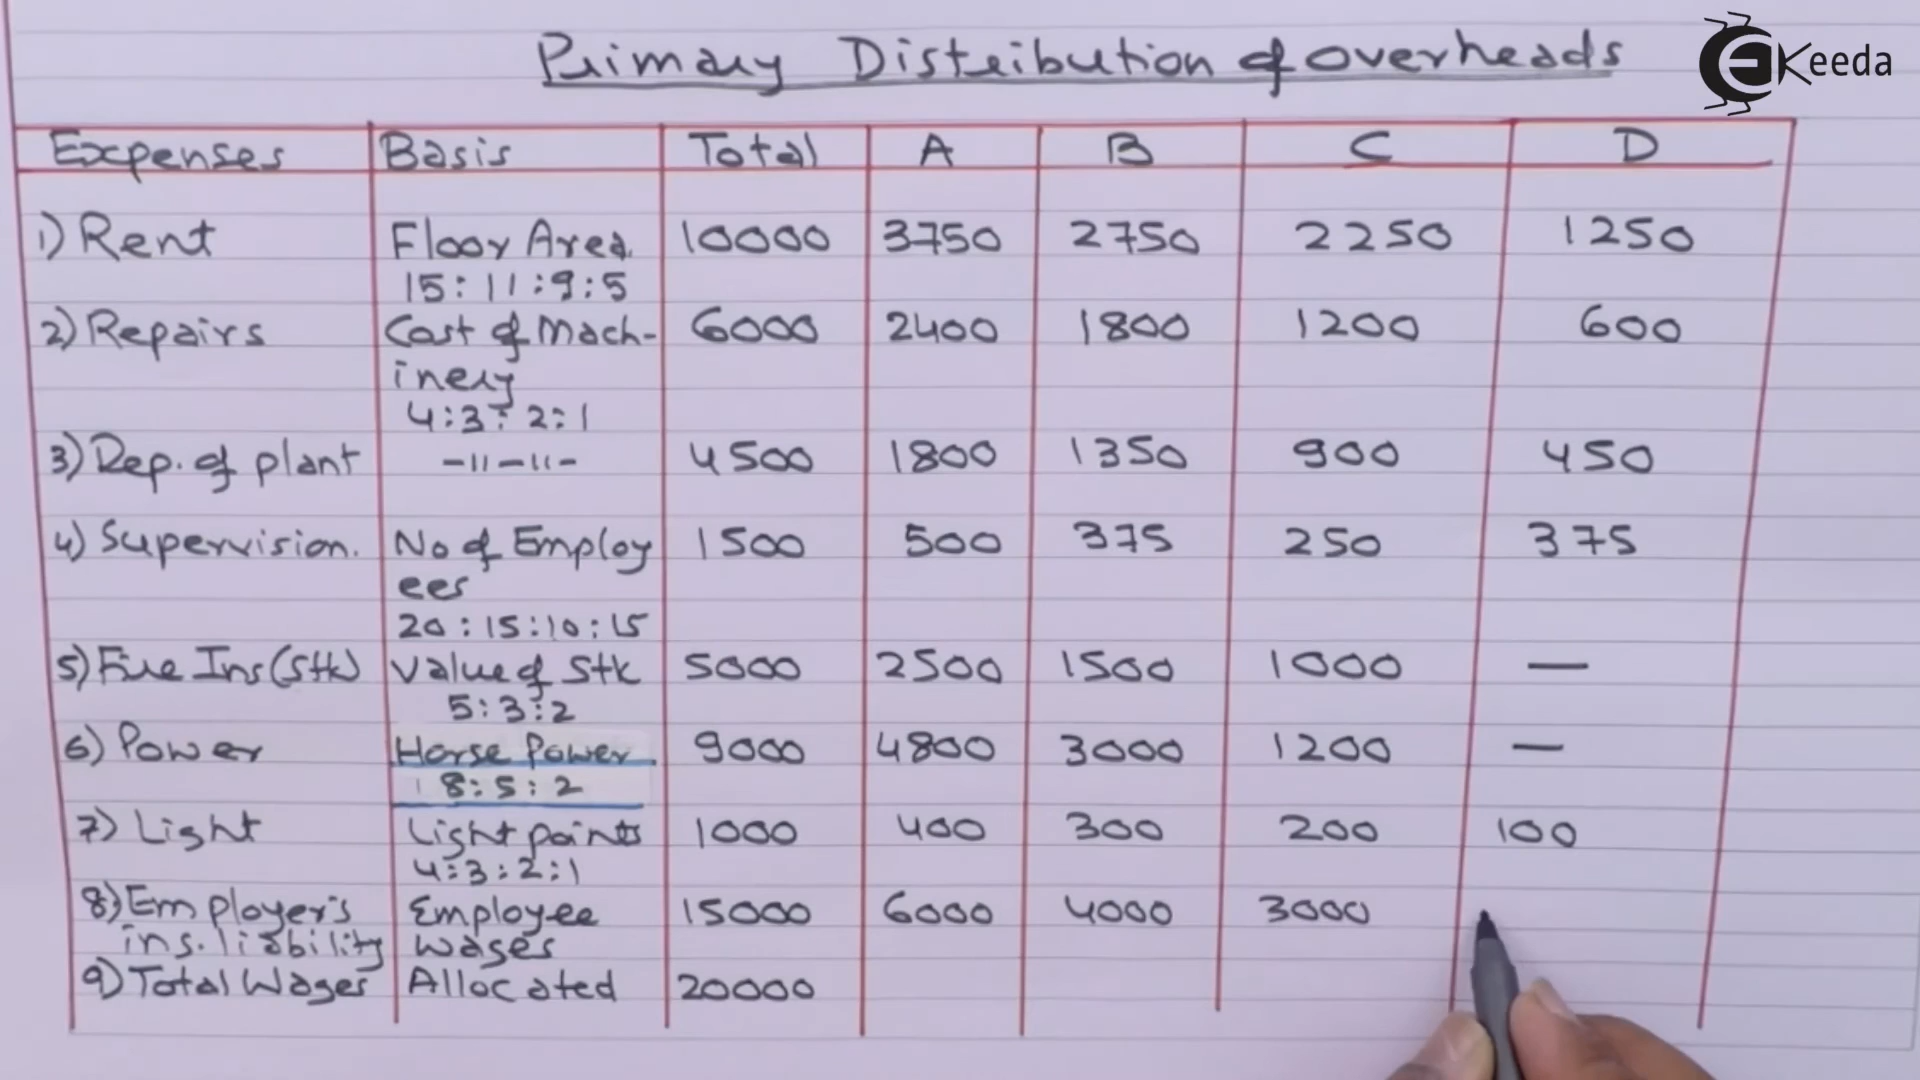 Primary Distribution of overheads
EKeeda
Expenses Basis Total A B C D
1) Rent Floor Area. 10000 3750 2750 2250 1250
15 : 11 : 9 : 5
2) Repairs Cost of Mach- 6000 2400 1800 1200 600
inery
4 : 3 : 2 : 1
3) Dep. of plant -11-11- 4500 1800 1350 900 450
4) Supervision. No of Employ 1500 500 375 250 375
ees
20 : 15 : 10 : 15
5) Fire Ins (Stk) Value of Stk 5000 2500 1500 1000 —
5 : 3 : 2
6) Power Horse Power 9000 4800 3000 1200 —
8 : 5 : 2
7) Light Light points 1000 400 300 200 100
4 : 3 : 2 : 1
8) Employer's Employee 15000 6000 4000 3000
ins. liability wages
9) Total Wages Allocated 20000